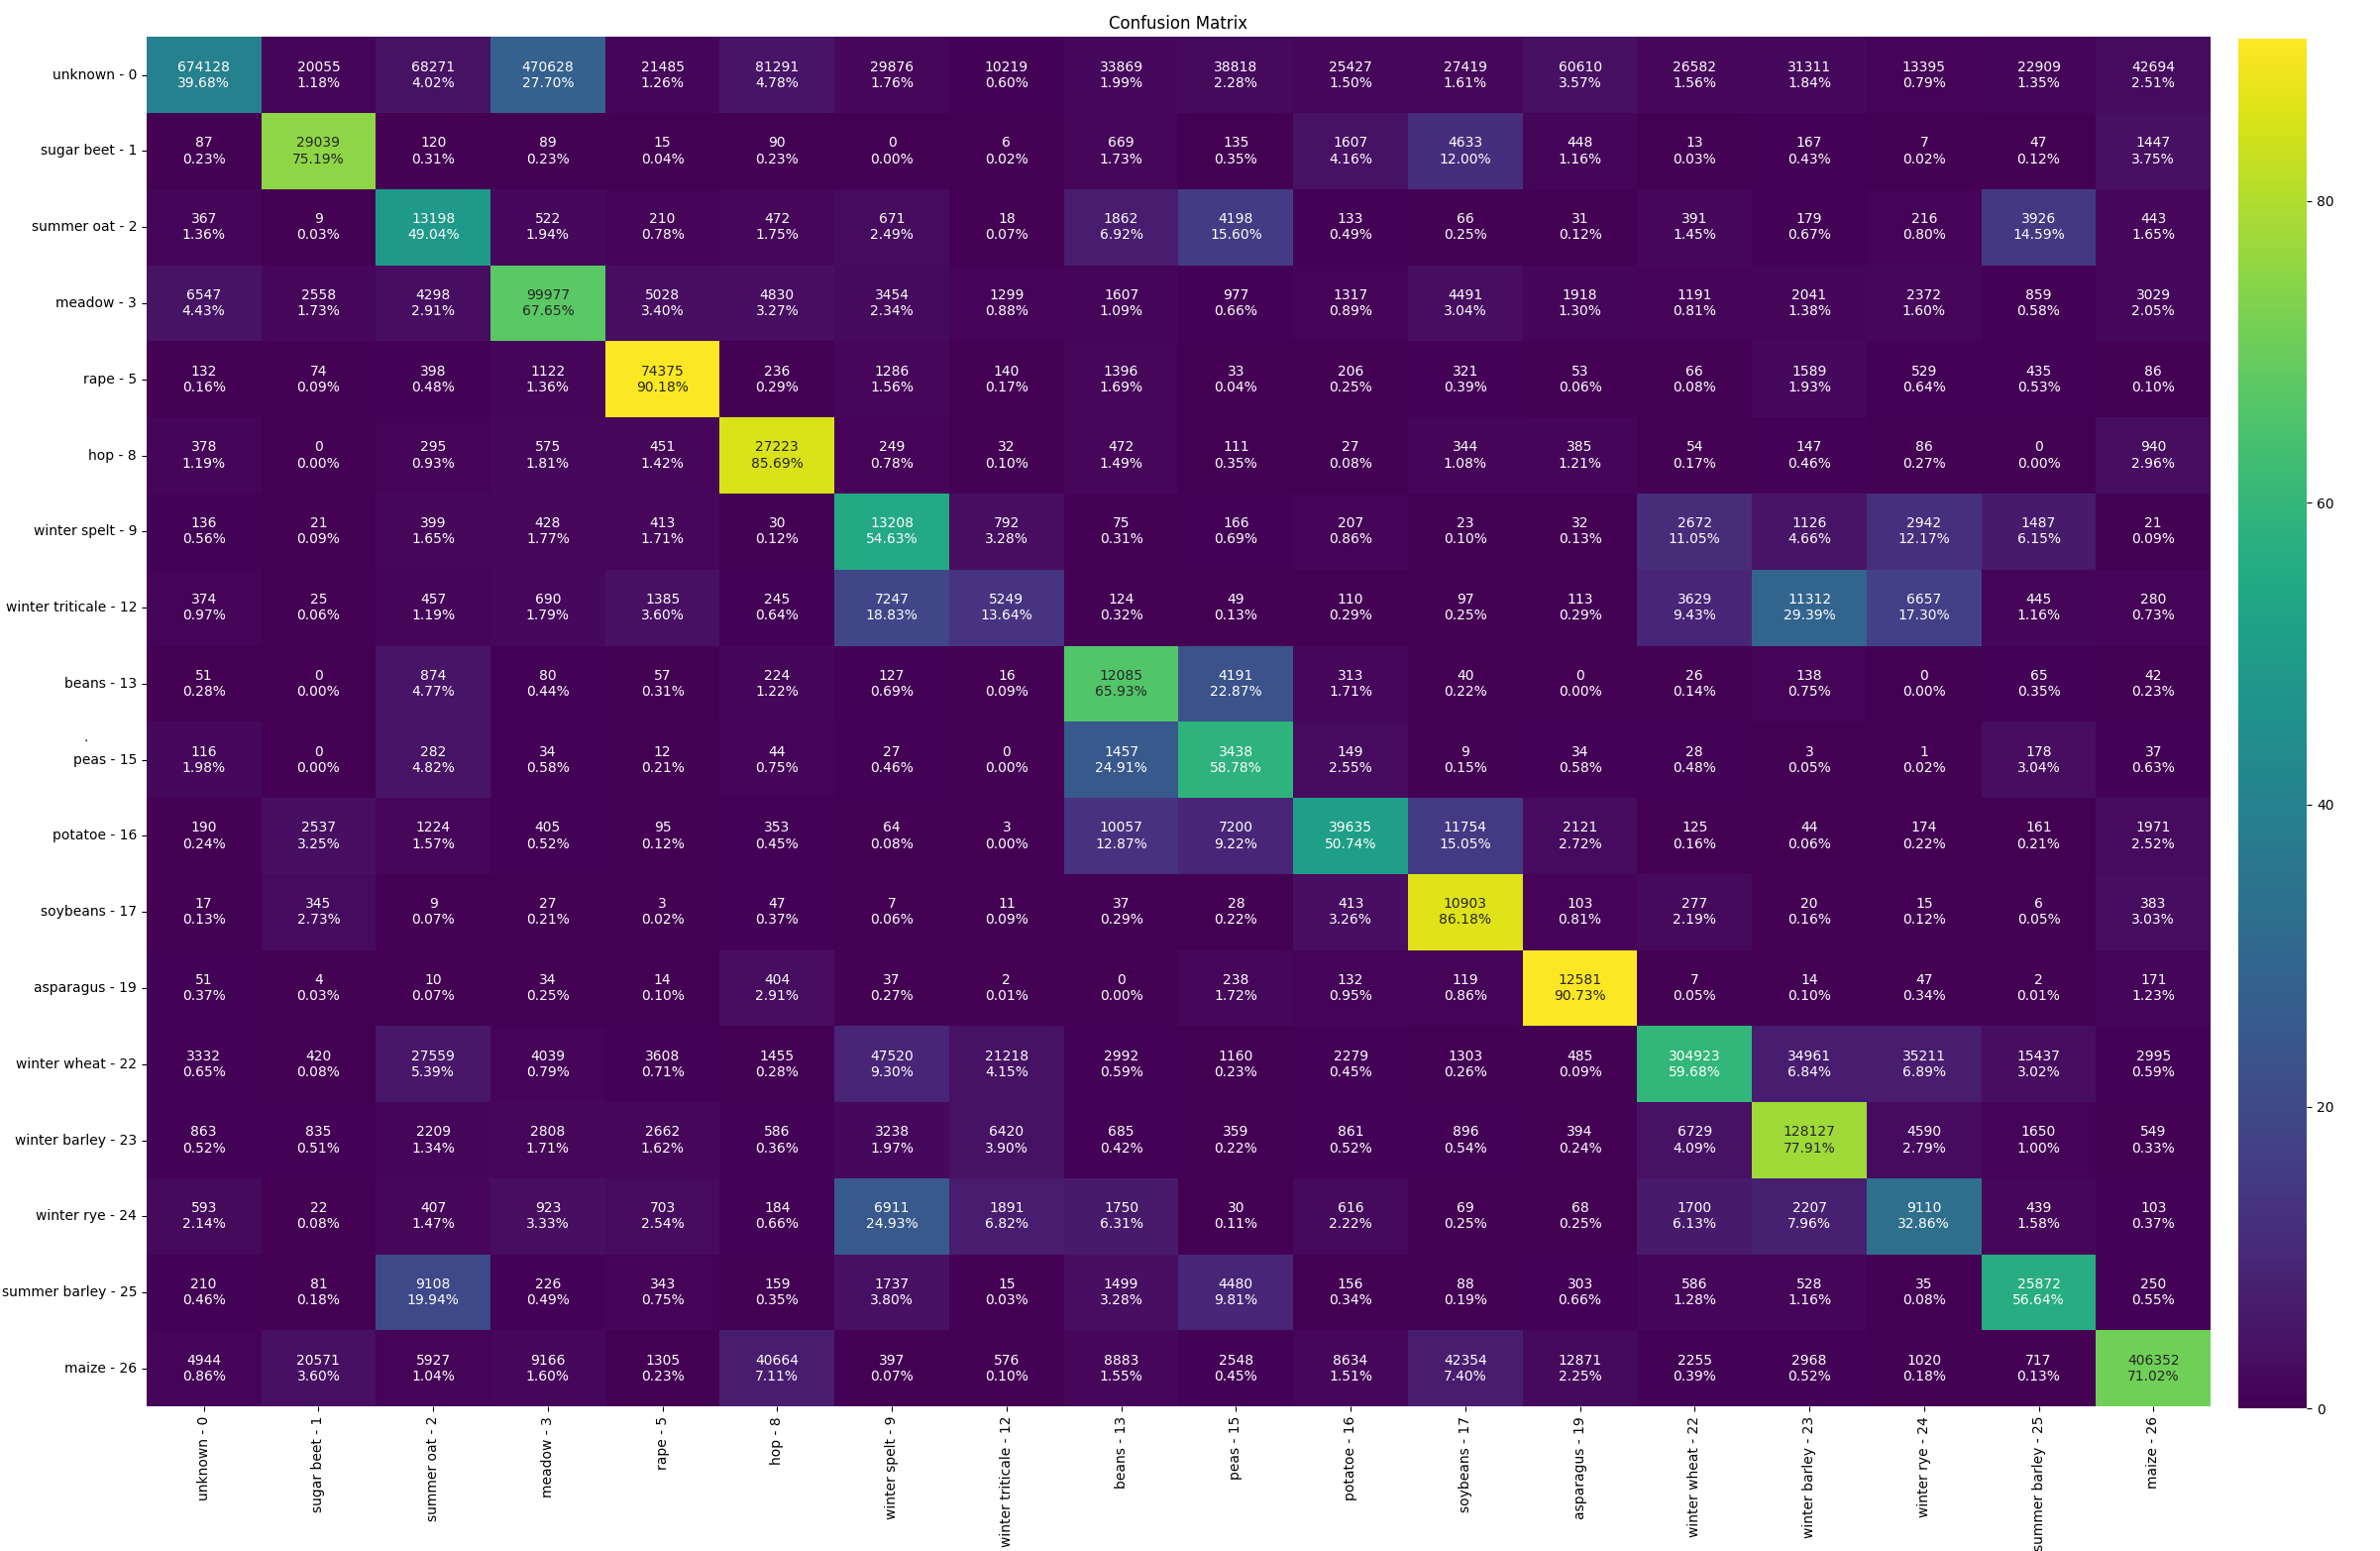 Confusion Matrix
unknown - 0 674128 20055 68271 470628 21485 81291 29876 10219 33869 38818 25427 27419 60610 26582 31311 13395 22909 42694
39.68% 1.18% 4.02% 27.70% 1.26% 4.78% 1.76% 0.60% 1.99% 2.28% 1.50% 1.61% 3.57% 1.56% 1.84% 0.79% 1.35% 2.51%
sugar beet - 1 87 29039 120 89 15 90 0 6 669 135 1607 4633 448 13 167 7 47 1447
0.23% 75.19% 0.31% 0.23% 0.04% 0.23% 0.00% 0.02% 1.73% 0.35% 4.16% 12.00% 1.16% 0.03% 0.43% 0.02% 0.12% 3.75%
80
summer oat - 2 367 9 13198 522 210 472 671 18 1862 4198 133 66 31 391 179 216 3926 443
1.36% 0.03% 49.04% 1.94% 0.78% 1.75% 2.49% 0.07% 6.92% 15.60% 0.49% 0.25% 0.12% 1.45% 0.67% 0.80% 14.59% 1.65%
meadow - 3 6547 2558 4298 99977 5028 4830 3454 1299 1607 977 1317 4491 1918 1191 2041 2372 859 3029
4.43% 1.73% 2.91% 67.65% 3.40% 3.27% 2.34% 0.88% 1.09% 0.66% 0.89% 3.04% 1.30% 0.81% 1.38% 1.60% 0.58% 2.05%
rape - 5 132 74 398 1122 74375 236 1286 140 1396 33 206 321 53 66 1589 529 435 86
0.16% 0.09% 0.48% 1.36% 90.18% 0.29% 1.56% 0.17% 1.69% 0.04% 0.25% 0.39% 0.06% 0.08% 1.93% 0.64% 0.53% 0.10%
hop - 8 378 0 295 575 451 27223 249 32 472 111 27 344 385 54 147 86 0 940
1.19% 0.00% 0.93% 1.81% 1.42% 85.69% 0.78% 0.10% 1.49% 0.35% 0.08% 1.08% 1.21% 0.17% 0.46% 0.27% 0.00% 2.96%
60
winter spelt - 9 136 21 399 428 413 30 13208 792 75 166 207 23 32 2672 1126 2942 1487 21
0.56% 0.09% 1.65% 1.77% 1.71% 0.12% 54.63% 3.28% 0.31% 0.69% 0.86% 0.10% 0.13% 11.05% 4.66% 12.17% 6.15% 0.09%
winter triticale - 12 374 25 457 690 1385 245 7247 5249 124 49 110 97 113 3629 11312 6657 445 280
0.97% 0.06% 1.19% 1.79% 3.60% 0.64% 18.83% 13.64% 0.32% 0.13% 0.29% 0.25% 0.29% 9.43% 29.39% 17.30% 1.16% 0.73%
beans - 13 51 0 874 80 57 224 127 16 12085 4191 313 40 0 26 138 0 65 42
0.28% 0.00% 4.77% 0.44% 0.31% 1.22% 0.69% 0.09% 65.93% 22.87% 1.71% 0.22% 0.00% 0.14% 0.75% 0.00% 0.35% 0.23%
peas - 15 116 0 282 34 12 44 27 0 1457 3438 149 9 34 28 3 1 178 37
1.98% 0.00% 4.82% 0.58% 0.21% 0.75% 0.46% 0.00% 24.91% 58.78% 2.55% 0.15% 0.58% 0.48% 0.05% 0.02% 3.04% 0.63%
40
potatoe - 16 190 2537 1224 405 95 353 64 3 10057 7200 39635 11754 2121 125 44 174 161 1971
0.24% 3.25% 1.57% 0.52% 0.12% 0.45% 0.08% 0.00% 12.87% 9.22% 50.74% 15.05% 2.72% 0.16% 0.06% 0.22% 0.21% 2.52%
soybeans - 17 17 345 9 27 3 47 7 11 37 28 413 10903 103 277 20 15 6 383
0.13% 2.73% 0.07% 0.21% 0.02% 0.37% 0.06% 0.09% 0.29% 0.22% 3.26% 86.18% 0.81% 2.19% 0.16% 0.12% 0.05% 3.03%
asparagus - 19 51 4 10 34 14 404 37 2 0 238 132 119 12581 7 14 47 2 171
0.37% 0.03% 0.07% 0.25% 0.10% 2.91% 0.27% 0.01% 0.00% 1.72% 0.95% 0.86% 90.73% 0.05% 0.10% 0.34% 0.01% 1.23%
winter wheat - 22 3332 420 27559 4039 3608 1455 47520 21218 2992 1160 2279 1303 485 304923 34961 35211 15437 2995
0.65% 0.08% 5.39% 0.79% 0.71% 0.28% 9.30% 4.15% 0.59% 0.23% 0.45% 0.26% 0.09% 59.68% 6.84% 6.89% 3.02% 0.59%
20
winter barley - 23 863 835 2209 2808 2662 586 3238 6420 685 359 861 896 394 6729 128127 4590 1650 549
0.52% 0.51% 1.34% 1.71% 1.62% 0.36% 1.97% 3.90% 0.42% 0.22% 0.52% 0.54% 0.24% 4.09% 77.91% 2.79% 1.00% 0.33%
winter rye - 24 593 22 407 923 703 184 6911 1891 1750 30 616 69 68 1700 2207 9110 439 103
2.14% 0.08% 1.47% 3.33% 2.54% 0.66% 24.93% 6.82% 6.31% 0.11% 2.22% 0.25% 0.25% 6.13% 7.96% 32.86% 1.58% 0.37%
summer barley - 25 210 81 9108 226 343 159 1737 15 1499 4480 156 88 303 586 528 35 25872 250
0.46% 0.18% 19.94% 0.49% 0.75% 0.35% 3.80% 0.03% 3.28% 9.81% 0.34% 0.19% 0.66% 1.28% 1.16% 0.08% 56.64% 0.55%
maize - 26 4944 20571 5927 9166 1305 40664 397 576 8883 2548 8634 42354 12871 2255 2968 1020 717 406352
0.86% 3.60% 1.04% 1.60% 0.23% 7.11% 0.07% 0.10% 1.55% 0.45% 1.51% 7.40% 2.25% 0.39% 0.52% 0.18% 0.13% 71.02%
0
unknown - 0
sugar beet - 1
summer oat - 2
meadow - 3
rape - 5
hop - 8
winter spelt - 9
winter triticale - 12
beans - 13
peas - 15
potatoe - 16
soybeans - 17
asparagus - 19
winter wheat - 22
winter barley - 23
winter rye - 24
summer barley - 25
maize - 26